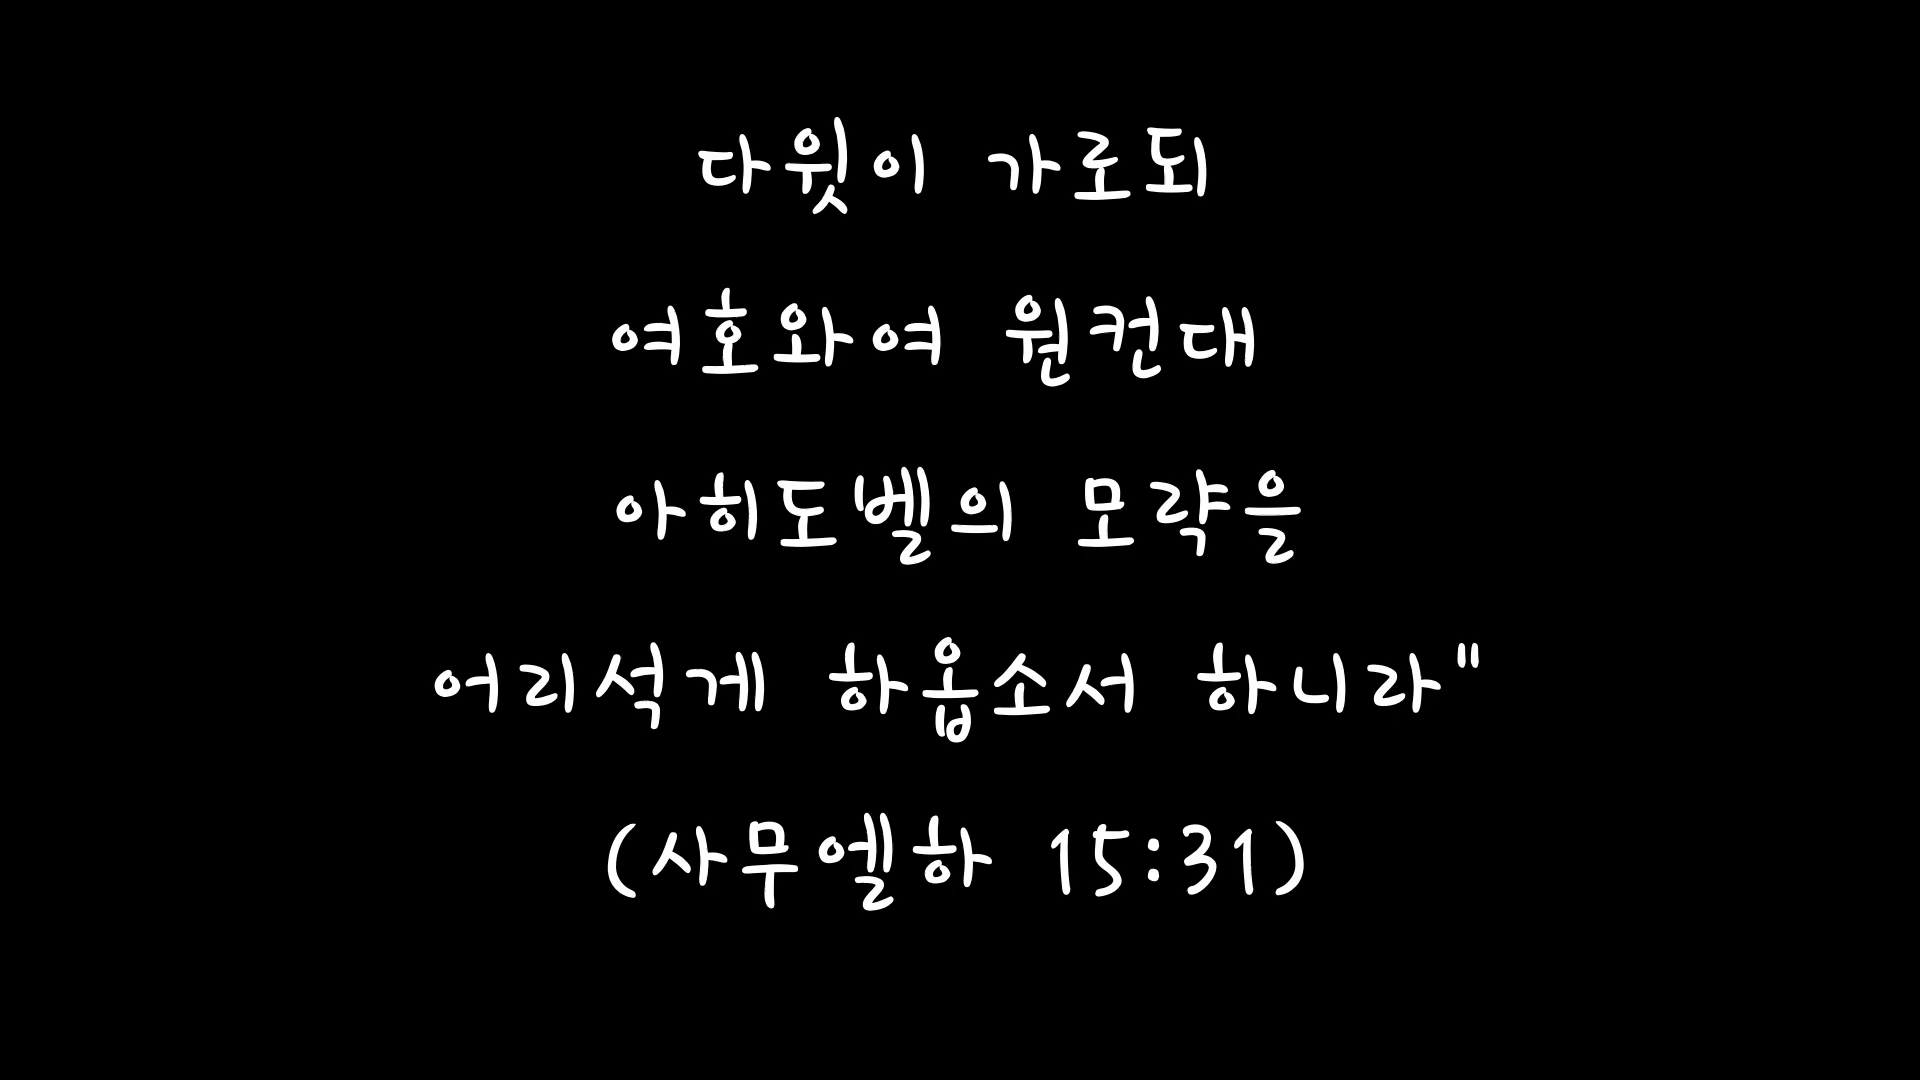 다윗이 가로되
여호와여 원컨대
아히도벨의 모략을
어리석게 하옵소서 하니라"
(사무엘하 15:31)